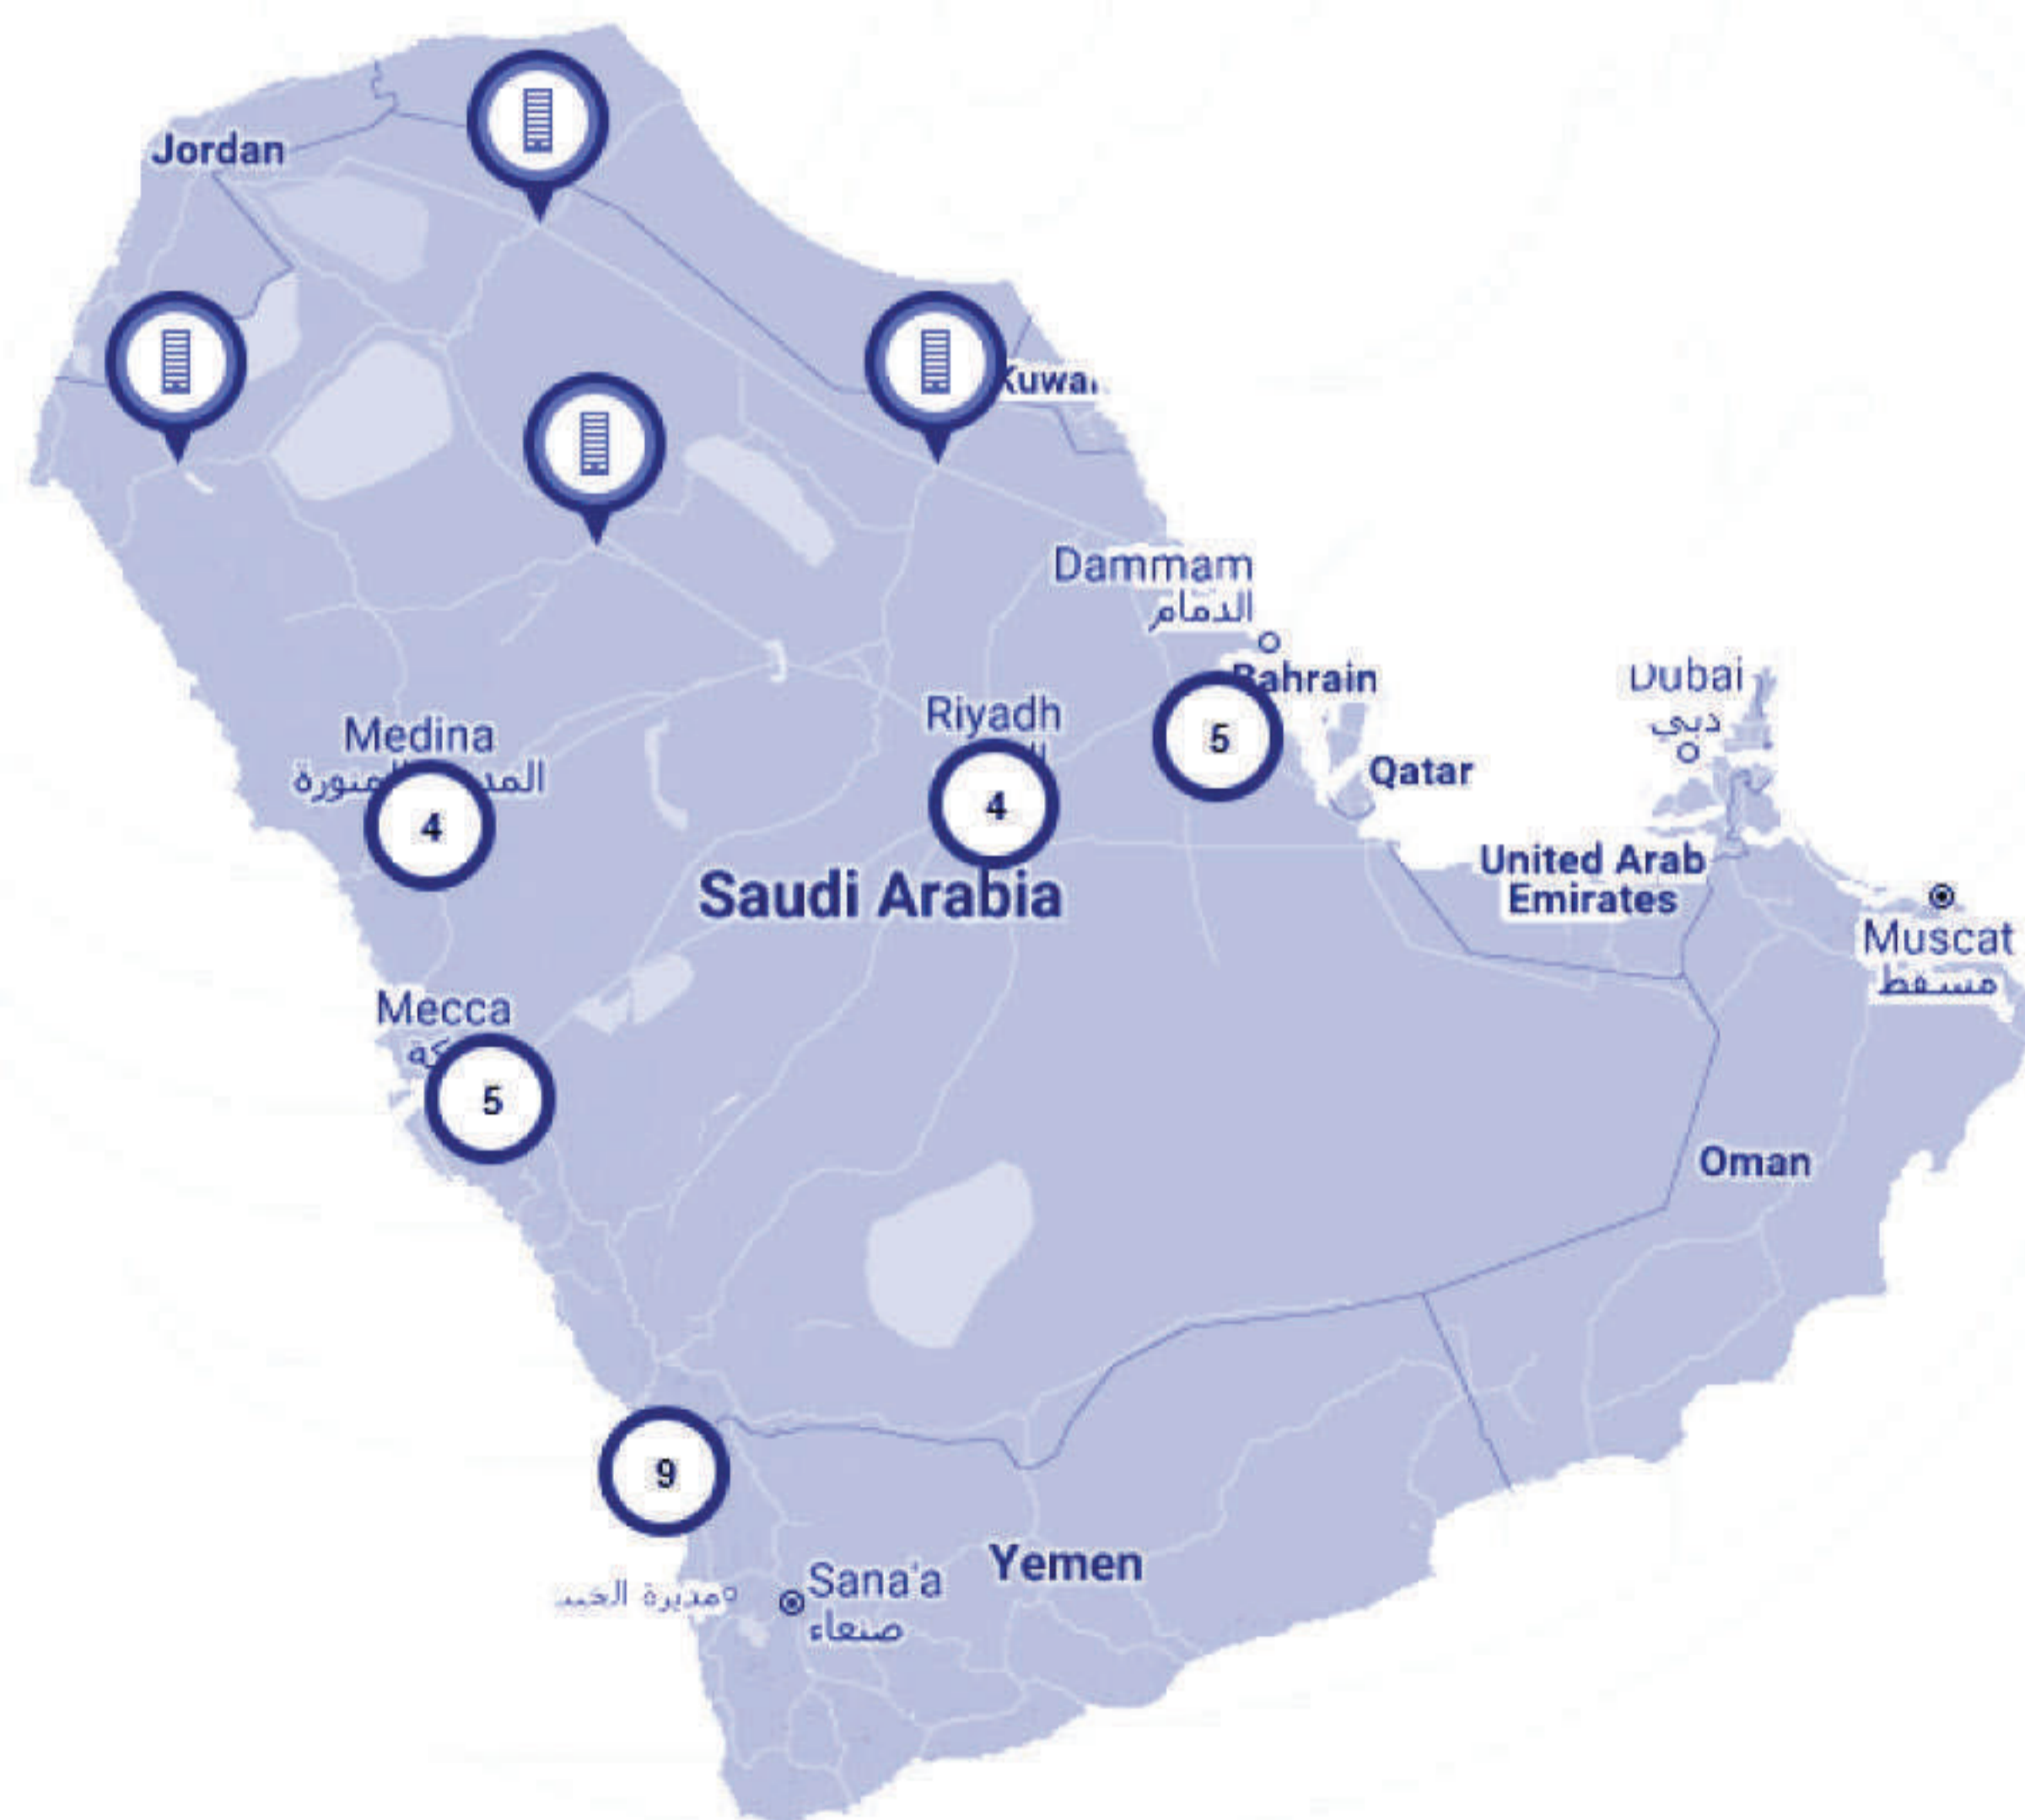 Jordan
Dammam
الدمام
Bahrain
Dubai
دبي
Riyadh
Medina
5
Qatar
4
4
United Arab
Emirates
Saudi Arabia
Muscat
مسقط
Mecca
5
Oman
9
Yemen
Sana'a
مديرة
صنعاء